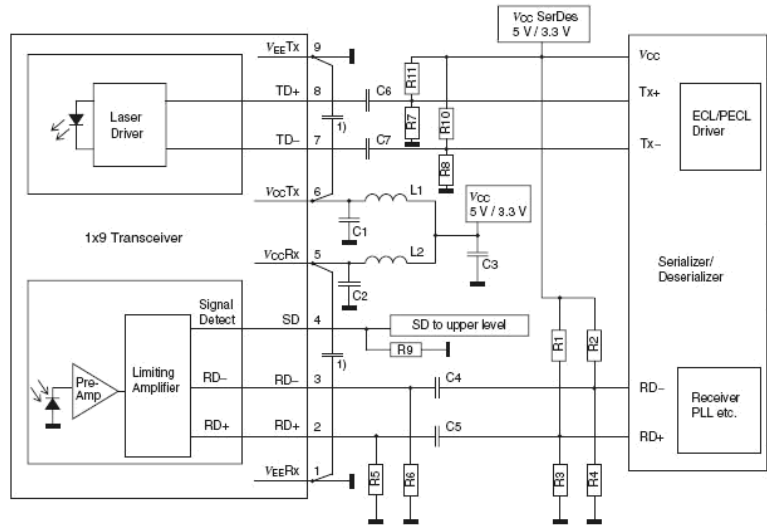 VCC SerDes
5 V / 3.3 V
VEETx 9
VCC
R11
TD+ 8
C6
Tx+
Laser
Driver
1)
R7
R10
ECL/PECL
Driver
TD− 7
C7
Tx−
R8
VCCTx 6
L1
VCC
5 V / 3.3 V
C1
1x9 Transceiver
VCCRx 5
L2
C3
Serializer/
Deserializer
C2
Signal
Detect
SD 4
SD to upper level
R9
R1
R2
1)
Limiting
Amplifier
Pre-
Amp
RD−
RD− 3
C4
RD−
Receiver
PLL etc.
RD+
RD+ 2
C5
RD+
VEERx 1
R5
R6
R3
R4